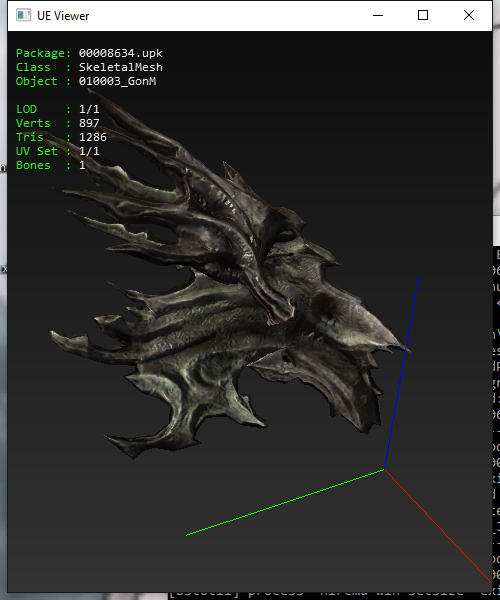 UE Viewer
Package: 00008634.upk
Class : SkeletalMesh
Object : 010003_GonM
LOD : 1/1
Verts : 897
Tris : 1286
UV Set : 1/1
Bones : 1